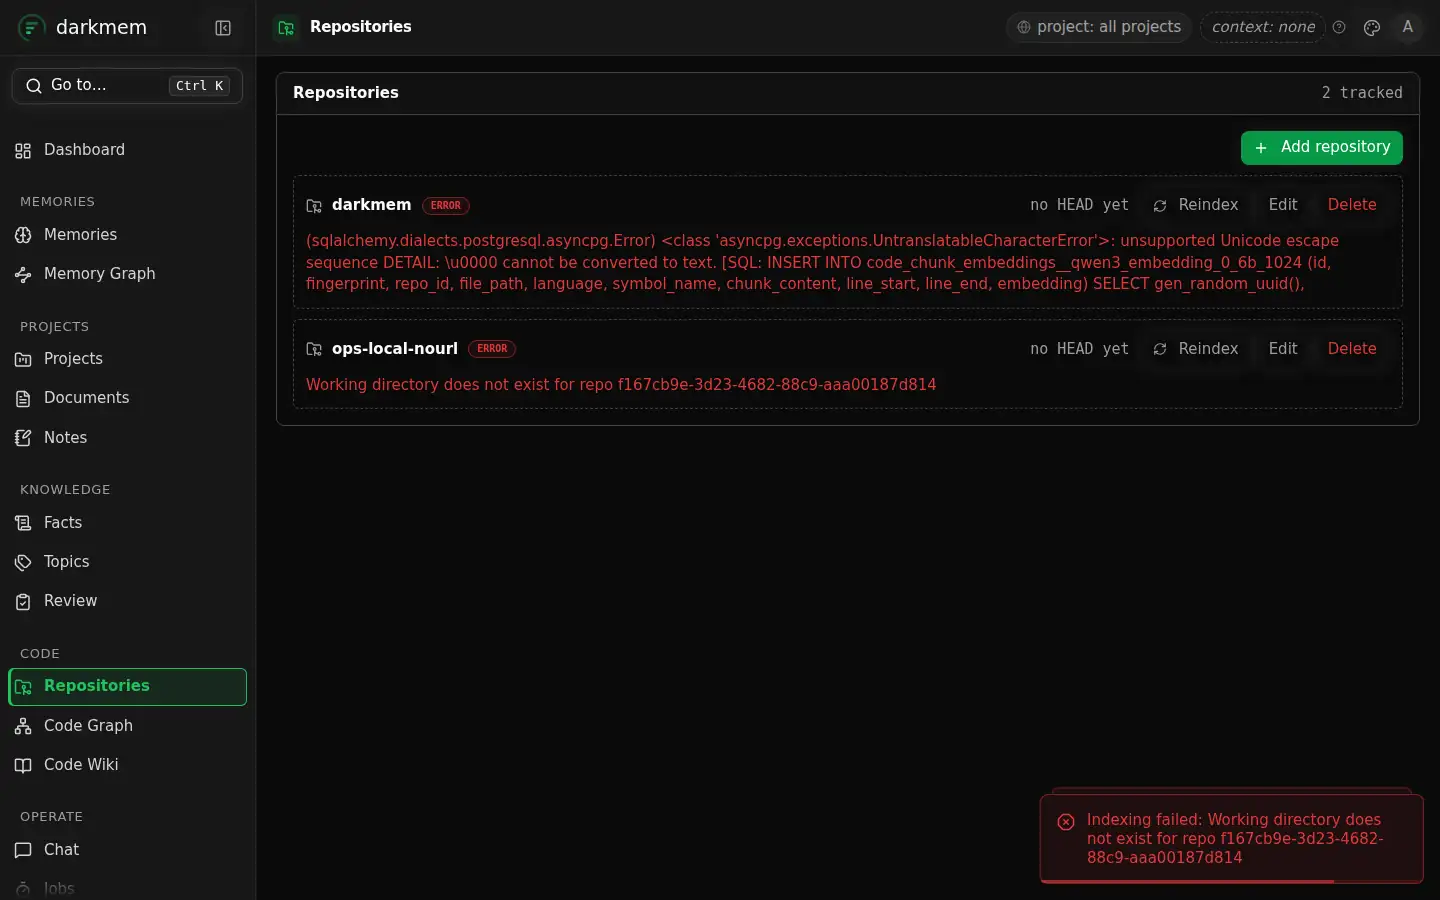 darkmem
Repositories
project: all projects
context: none
A
Go to...
Ctrl K
Dashboard
MEMORIES
Memories
Memory Graph
PROJECTS
Projects
Documents
Notes
KNOWLEDGE
Facts
Topics
Review
CODE
Repositories
Code Graph
Code Wiki
OPERATE
Chat
Jobs
Repositories
2 tracked
+ Add repository
darkmem ERROR
no HEAD yet
Reindex
Edit
Delete
(sqlalchemy.dialects.postgresql.asyncpg.Error) <class 'asyncpg.exceptions.UntranslatableCharacterError'>: unsupported Unicode escape
sequence DETAIL: \u0000 cannot be converted to text. [SQL: INSERT INTO code_chunk_embeddings__qwen3_embedding_0_6b_1024 (id,
fingerprint, repo_id, file_path, language, symbol_name, chunk_content, line_start, line_end, embedding) SELECT gen_random_uuid(),
ops-local-nourl ERROR
no HEAD yet
Reindex
Edit
Delete
Working directory does not exist for repo f167cb9e-3d23-4682-88c9-aaa00187d814
Indexing failed: Working directory does
not exist for repo f167cb9e-3d23-4682-
88c9-aaa00187d814